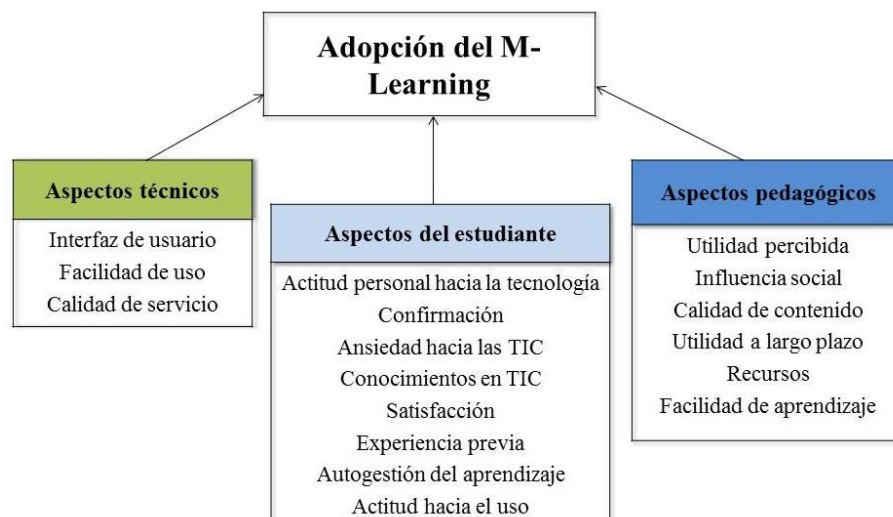 Adopción del M-
Learning
Aspectos técnicos
Interfaz de usuario
Facilidad de uso
Calidad de servicio
Aspectos del estudiante
Actitud personal hacia la tecnología
Confirmación
Ansiedad hacia las TIC
Conocimientos en TIC
Satisfacción
Experiencia previa
Autogestión del aprendizaje
Actitud hacia el uso
Aspectos pedagógicos
Utilidad percibida
Influencia social
Calidad de contenido
Utilidad a largo plazo
Recursos
Facilidad de aprendizaje